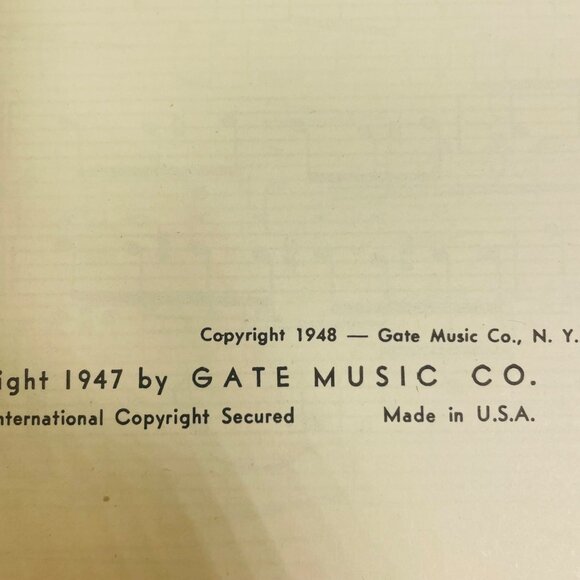 Copyright 1948 — Gate Music Co., N. Y.
ight 1947 by GATE MUSIC CO.
nternational Copyright Secured Made in U.S.A.